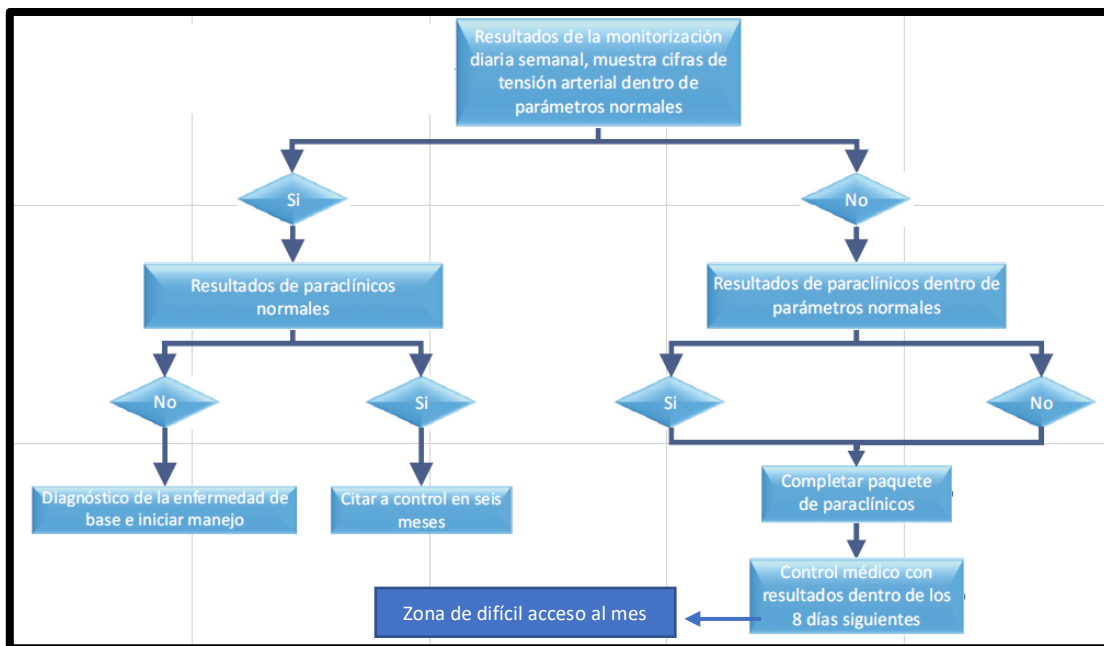 Resultados de la monitorización
diaria semanal, muestra cifras de
tensión arterial dentro de
parámetros normales
Si
No
Resultados de paraclínicos
normales
Resultados de paraclínicos dentro de
parámetros normales
No
Si
Si
No
Diagnóstico de la enfermedad de
base e iniciar manejo
Citar a control en seis
meses
Completar paquete
de paraclínicos
Control médico con
resultados dentro de los
8 días siguientes
Zona de difícil acceso al mes